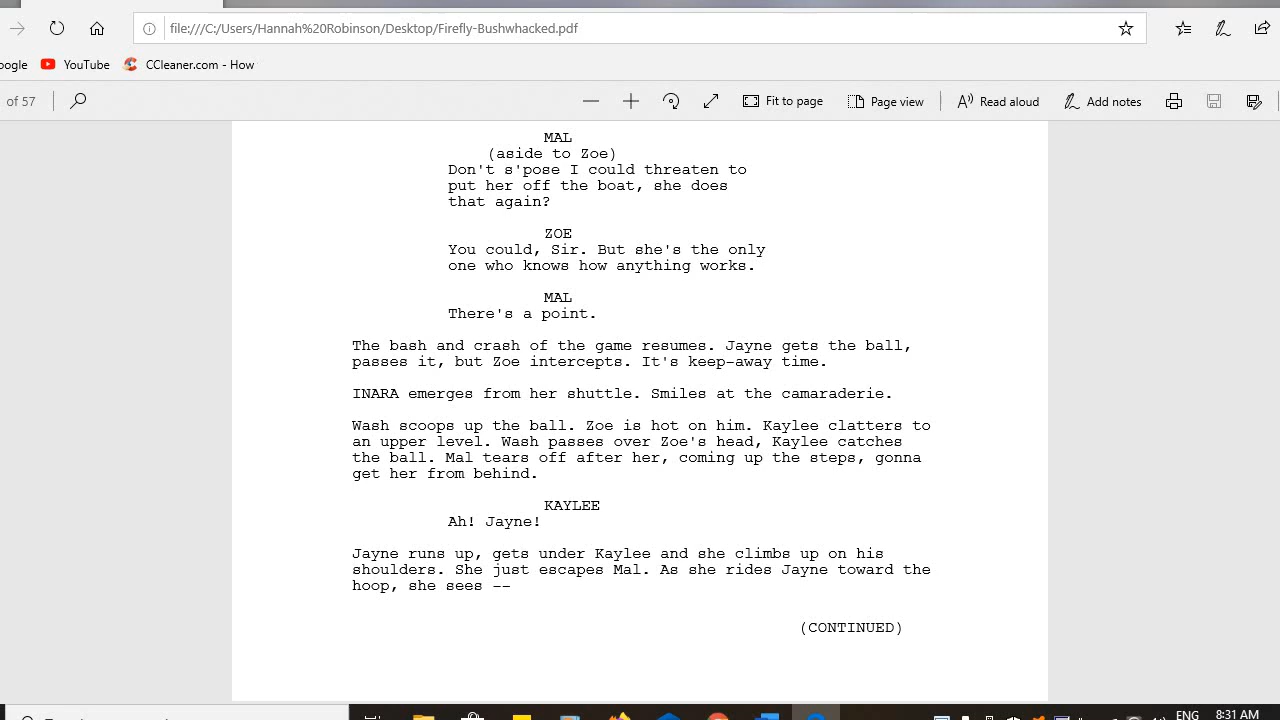 file:///C:/Users/Hannah%20Robinson/Desktop/Firefly-Bushwhacked.pdf
oogle YouTube CCleaner.com - How
of 57 Fit to page Page view Read aloud Add notes
MAL
(aside to Zoe)
Don't s'pose I could threaten to
put her off the boat, she does
that again?
ZOE
You could, Sir. But she's the only
one who knows how anything works.
MAL
There's a point.
The bash and crash of the game resumes. Jayne gets the ball,
passes it, but Zoe intercepts. It's keep-away time.
INARA emerges from her shuttle. Smiles at the camaraderie.
Wash scoops up the ball. Zoe is hot on him. Kaylee clatters to
an upper level. Wash passes over Zoe's head, Kaylee catches
the ball. Mal tears off after her, coming up the steps, gonna
get her from behind.
KAYLEE
Ah! Jayne!
Jayne runs up, gets under Kaylee and she climbs up on his
shoulders. She just escapes Mal. As she rides Jayne toward the
hoop, she sees --
(CONTINUED)
ENG 8:31 AM